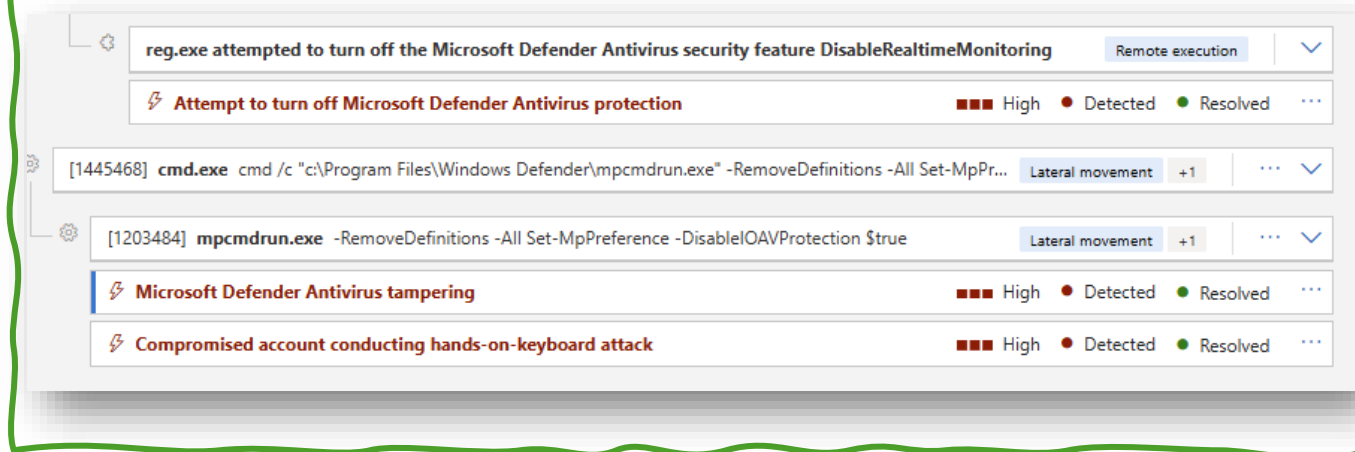 reg.exe attempted to turn off the Microsoft Defender Antivirus security feature DisableRealtimeMonitoring Remote execution
Attempt to turn off Microsoft Defender Antivirus protection High Detected Resolved ...
[1445468] cmd.exe cmd /c "c:\Program Files\Windows Defender\mpcmdrun.exe" -RemoveDefinitions -All Set-MpPr... Lateral movement +1 ...
[1203484] mpcmdrun.exe -RemoveDefinitions -All Set-MpPreference -DisableIOAVProtection $true Lateral movement +1 ...
Microsoft Defender Antivirus tampering High Detected Resolved ...
Compromised account conducting hands-on-keyboard attack High Detected Resolved ...